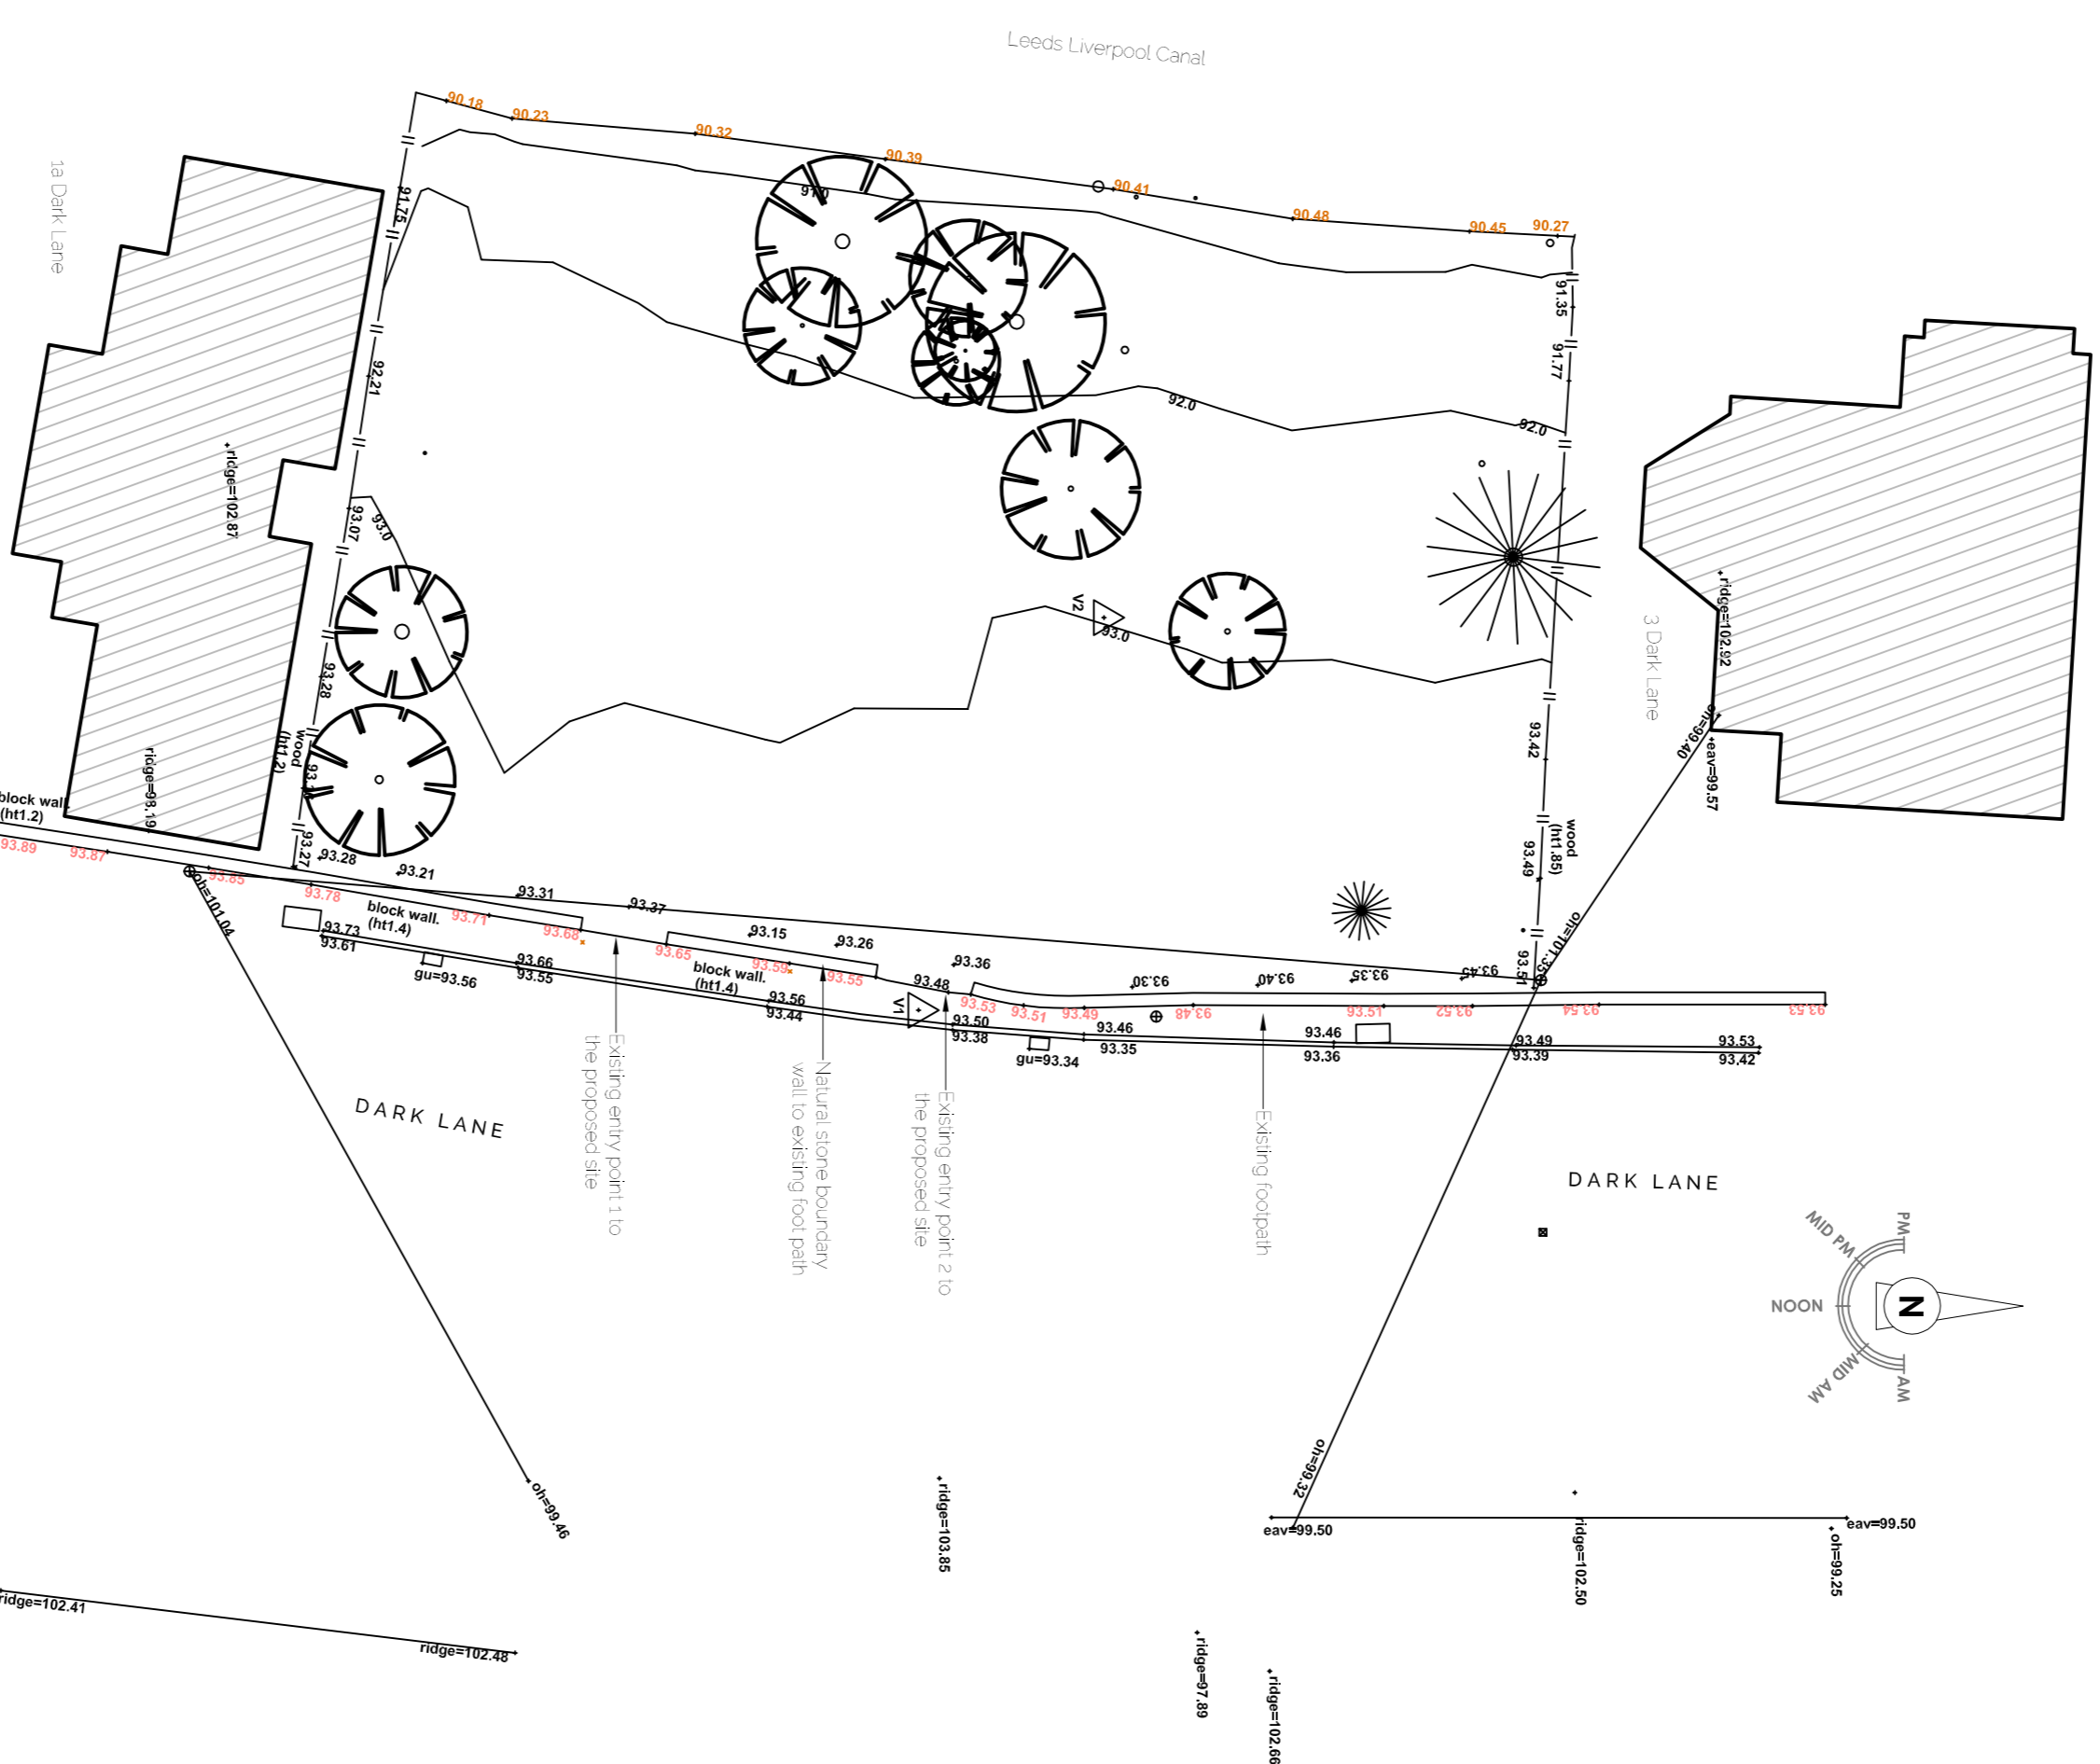 Leeds Liverpool Canal
90.18
90.23
90.32
90.39
90.41
90.48
90.45
90.27
1a Dark Lane
91.75
92.21
93.07
93.0
93.28
wood
(ht1.2)
93.27
ridge=102.87
ridge=93.19
91.0
92.0
92.0
91.35
91.77
V2
93.0
93.42
93.49
wood
(ht1.85)
93.51
3 Dark Lane
ridge=102.92
oh=99.40
eav=99.57
block wall.
(ht1.2)
93.89
93.87
93.85
93.78
93.71
93.68
93.65
93.59
93.55
93.53
93.51
93.49
93.48
93.51
93.52
93.54
93.53
oh=101.04
93.28
93.21
93.31
93.37
93.15
93.26
93.36
93.48
93.30
93.40
93.35
93.45
oh=101.35
block wall.
(ht1.4)
block wall.
(ht1.4)
93.73
93.61
gu=93.56
93.66
93.55
93.56
93.44
V1
93.50
93.38
gu=93.34
93.46
93.35
93.46
93.36
93.49
93.39
93.53
93.42
Existing entry point 1 to
the proposed site
Natural stone boundary
wall to existing foot path
Existing entry point 2 to
the proposed site
Existing footpath
DARK LANE
DARK LANE
PM
MID PM
NOON
MID AM
AM
N
oh=99.46
oh=99.32
eav=99.50
eav=99.50
ridge=103.85
ridge=102.50
oh=99.25
ridge=102.41
ridge=102.48
ridge=97.89
ridge=102.66